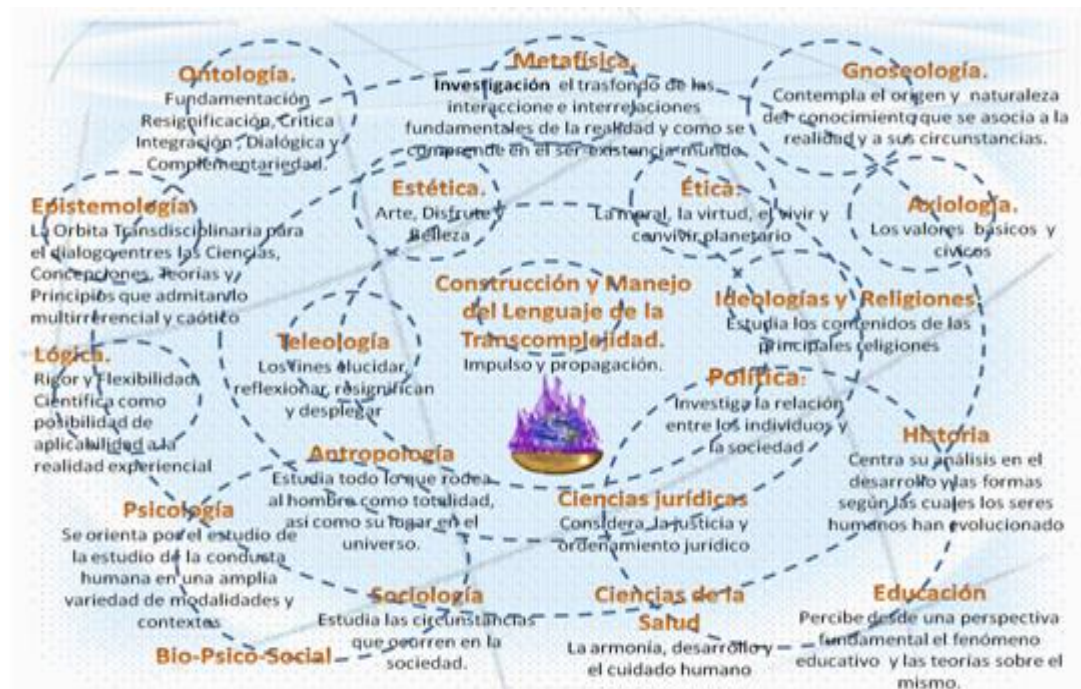 Ontología.
Fundamentación
Resignificación, Critica
Integración , Dialógica y
Complementariedad.
Metafísica.
Investigación el trasfondo de las
interaccione e interrelaciones
fundamentales de la realidad y como se
comprende en el ser existencia mundo
Gnoseología.
Contempla el origen y naturaleza
del conocimiento que se asocia a la
realidad y a sus circunstancias.
Epistemología
La Orbita Transdisciplinaria para
el dialogo entres las Ciencias,
Concepciones, Teorías y
Principios que admitan lo
multirreferencial y caótico
Estética.
Arte, Disfrute y
Belleza
Ética:
La moral, la virtud, el vivir y
convivir planetario
Axiología.
Los valores básicos y
cívicos
Construcción y Manejo
del Lenguaje de la
Transcomplejidad.
Impulso y propagación.
Ideologías y Religiones:
Estudia los contenidos de las
principales religiones
Teleología
Los fines elucidar,
reflexionar, resignifican
y desplegar
Lógica.
Rigor y Flexibilidad
Científica como
posibilidad de
aplicabilidad a la
realidad experiencial
Política:
Investiga la relación
entre los individuos y
la sociedad
Historia
Centra su análisis en el
desarrollo y las formas
según las cuales los seres
humanos han evolucionado
Antropología
Estudia todo lo que rodea
al hombre como totalidad,
así como su lugar en el
universo.
Ciencias jurídicas
Considera la justicia y
ordenamiento jurídico
Psicología
Se orienta por el estudio de
la estudio de la conducta
humana en una amplia
variedad de modalidades y
contextos
Sociología
Estudia las circunstancias
que ocurren en la
sociedad.
Ciencias de la
Salud
La armonía, desarrollo y
el cuidado humano
Educación
Percibe desde una perspectiva
fundamental el fenómeno
educativo y las teorías sobre el
mismo.
Bio-Psico-Social